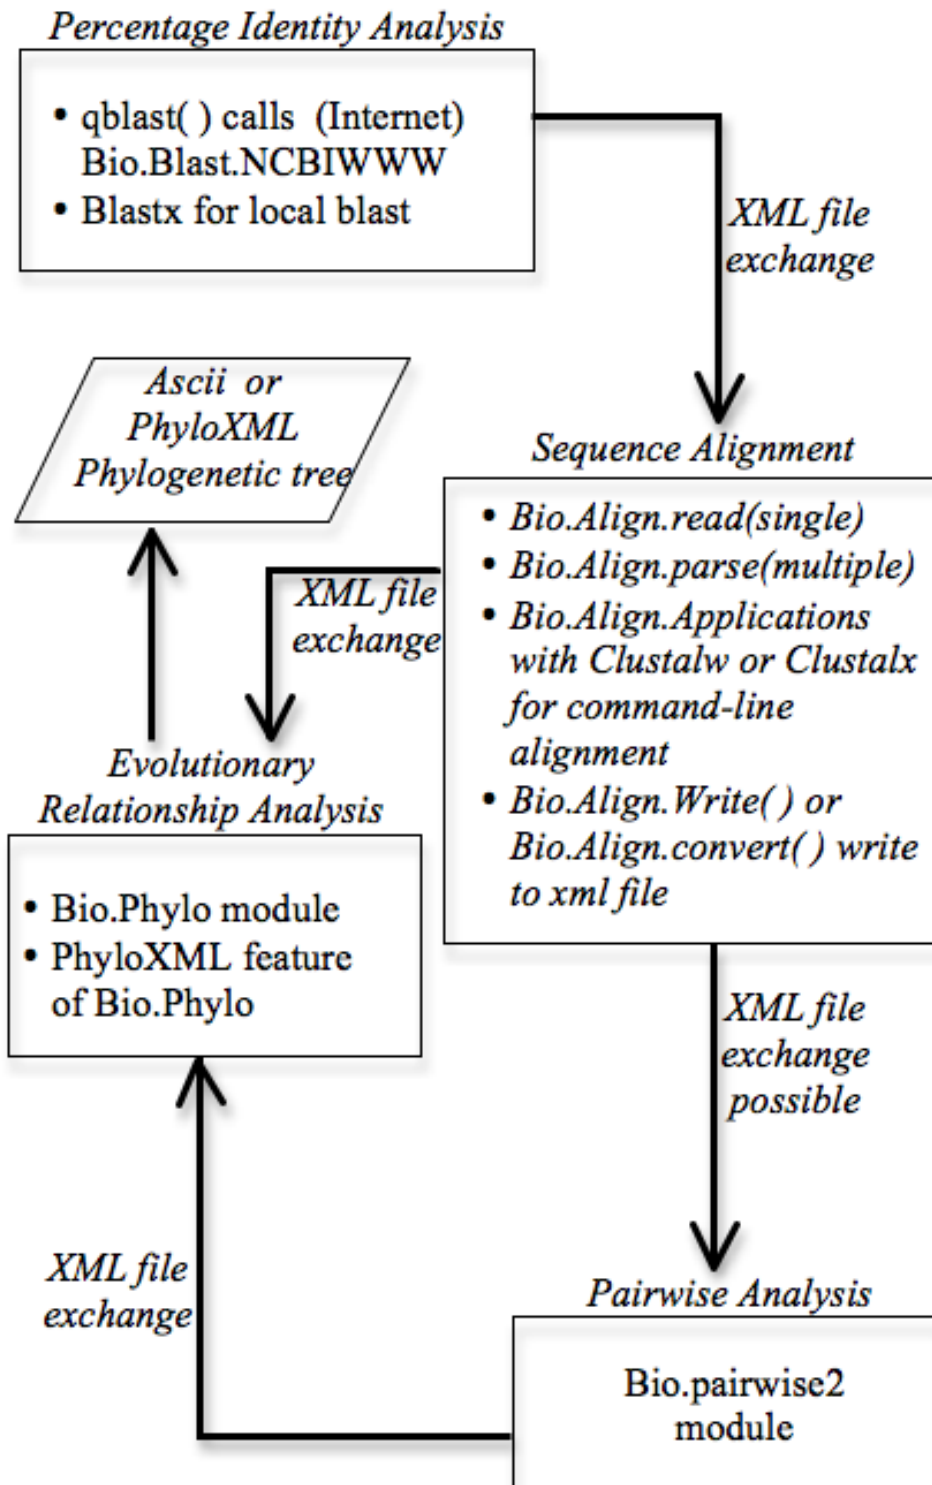 Percentage Identity Analysis
• qblast( ) calls (Internet)
Bio.Blast.NCBIWWW
• Blastx for local blast
XML file
exchange
Ascii or
PhyloXML
Phylogenetic tree
Sequence Alignment
• Bio.Align.read(single)
• Bio.Align.parse(multiple)
• Bio.Align.Applications
with Clustalw or Clustalx
for command-line
alignment
• Bio.Align.Write( ) or
Bio.Align.convert( ) write
to xml file
XML file
exchange
Evolutionary
Relationship Analysis
• Bio.Phylo module
• PhyloXML feature
of Bio.Phylo
XML file
exchange
possible
XML file
exchange
Pairwise Analysis
Bio.pairwise2
module